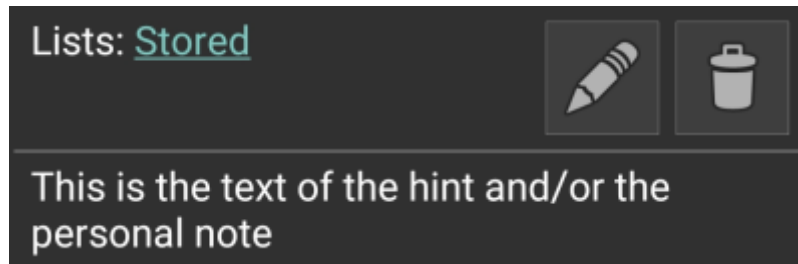 Lists: Stored
This is the text of the hint and/or the
personal note